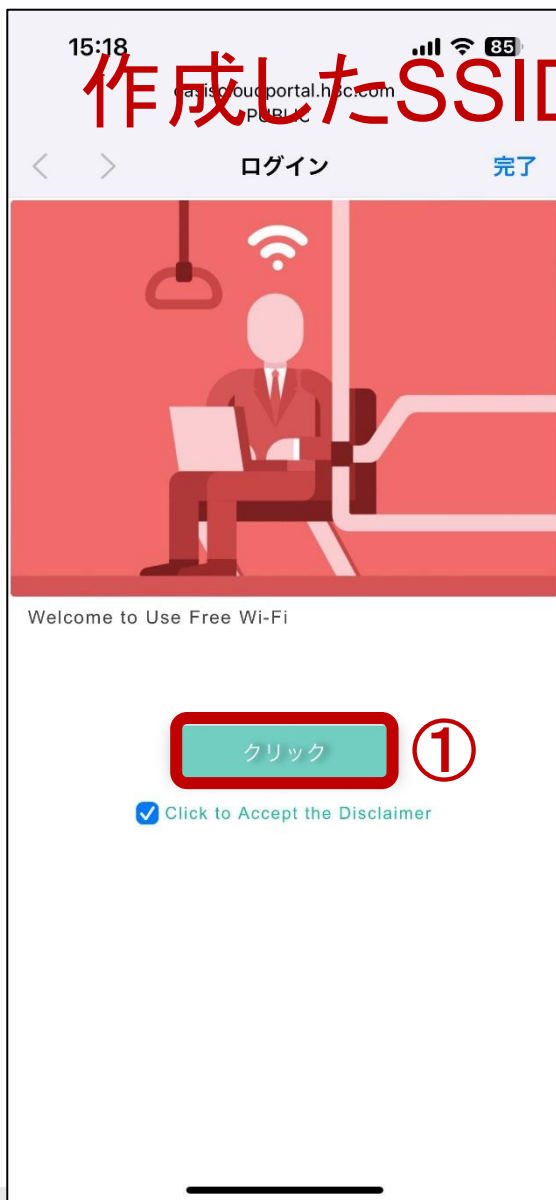 15:18
85
作成したSSID
PUBLIC
ログイン
完了
Welcome to Use Free Wi-Fi
クリック
①
Click to Accept the Disclaimer